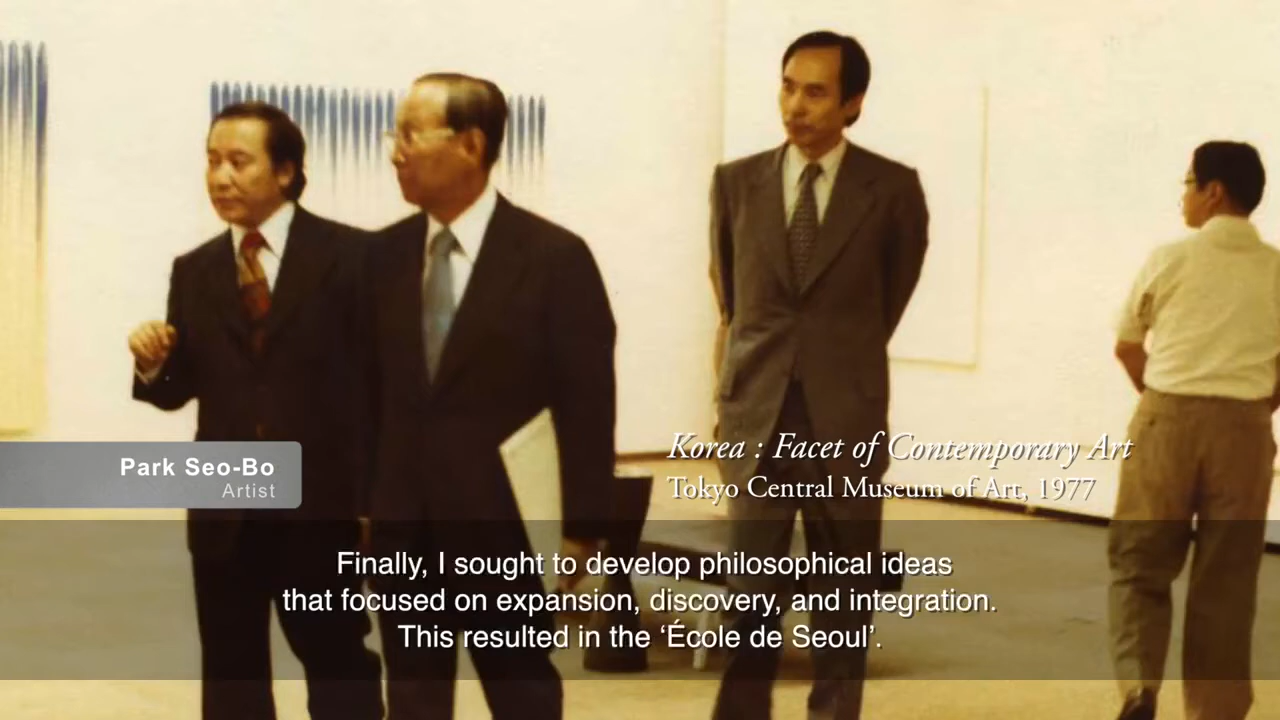 Park Seo-Bo
Artist
Korea : Facet of Contemporary Art
Tokyo Central Museum of Art, 1977
Finally, I sought to develop philosophical ideas
that focused on expansion, discovery, and integration.
This resulted in the ‘École de Seoul’.